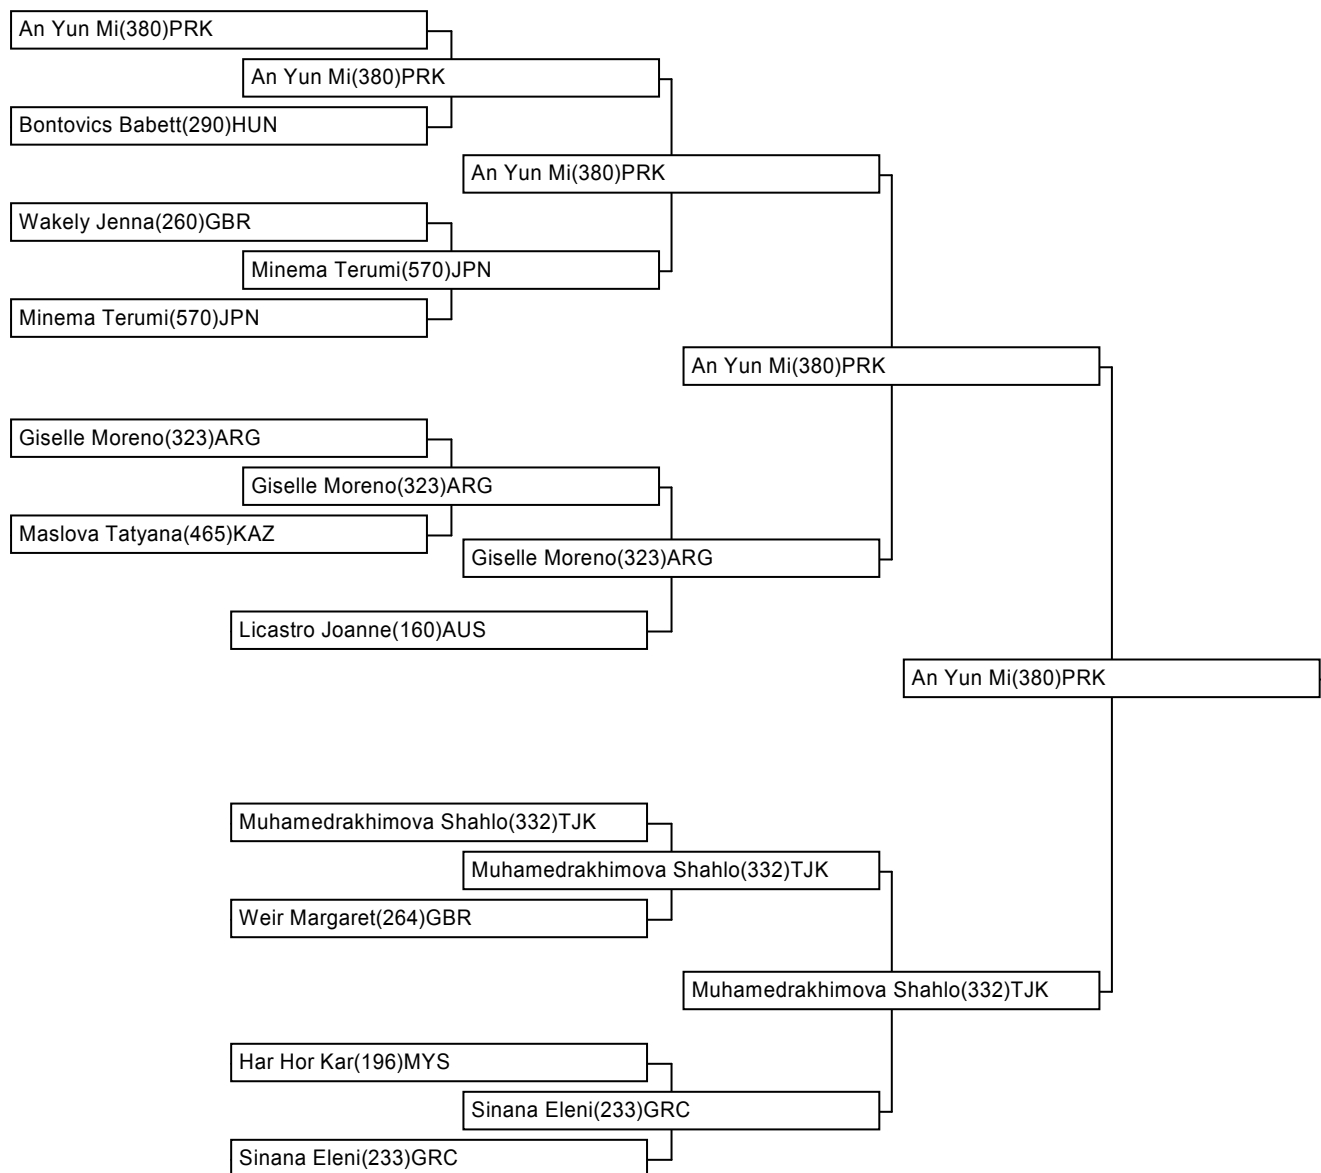 An Yun Mi(380)PRK
An Yun Mi(380)PRK
Bontovics Babett(290)HUN
An Yun Mi(380)PRK
Wakely Jenna(260)GBR
Minema Terumi(570)JPN
Minema Terumi(570)JPN
An Yun Mi(380)PRK
Giselle Moreno(323)ARG
Giselle Moreno(323)ARG
Maslova Tatyana(465)KAZ
Giselle Moreno(323)ARG
Licastro Joanne(160)AUS
An Yun Mi(380)PRK
Muhamedrakhimova Shahlo(332)TJK
Muhamedrakhimova Shahlo(332)TJK
Weir Margaret(264)GBR
Muhamedrakhimova Shahlo(332)TJK
Har Hor Kar(196)MYS
Sinana Eleni(233)GRC
Sinana Eleni(233)GRC